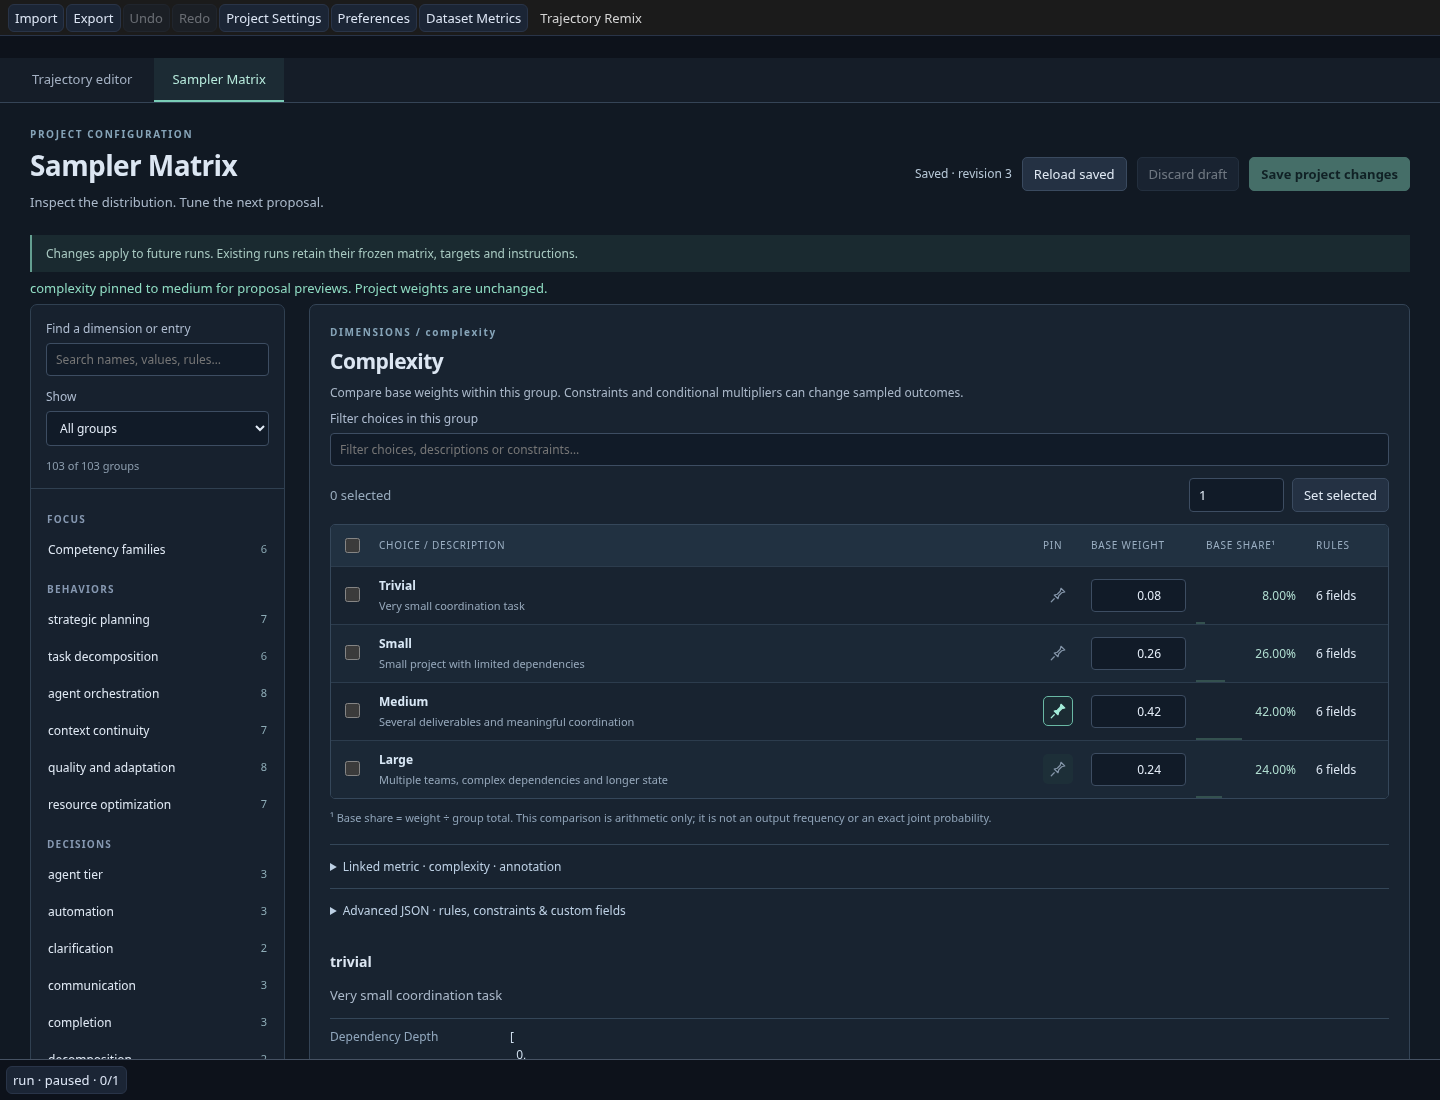 Import Export Undo Redo Project Settings Preferences Dataset Metrics Trajectory Remix
Trajectory editor Sampler Matrix
PROJECT CONFIGURATION
Sampler Matrix
Inspect the distribution. Tune the next proposal.
Saved · revision 3 Reload saved Discard draft Save project changes
Changes apply to future runs. Existing runs retain their frozen matrix, targets and instructions.
complexity pinned to medium for proposal previews. Project weights are unchanged.
Find a dimension or entry
Search names, values, rules...
Show
All groups
103 of 103 groups
FOCUS
Competency families 6
BEHAVIORS
strategic planning 7
task decomposition 6
agent orchestration 8
context continuity 7
quality and adaptation 8
resource optimization 7
DECISIONS
agent tier 3
automation 3
clarification 2
communication 3
completion 3
decomposition 2
DIMENSIONS / complexity
Complexity
Compare base weights within this group. Constraints and conditional multipliers can change sampled outcomes.
Filter choices in this group
Filter choices, descriptions or constraints...
0 selected 1 Set selected
CHOICE / DESCRIPTION PIN BASE WEIGHT BASE SHARE¹ RULES
Trivial
Very small coordination task
0.08 8.00% 6 fields
Small
Small project with limited dependencies
0.26 26.00% 6 fields
Medium
Several deliverables and meaningful coordination
0.42 42.00% 6 fields
Large
Multiple teams, complex dependencies and longer state
0.24 24.00% 6 fields
¹ Base share = weight ÷ group total. This comparison is arithmetic only; it is not an output frequency or an exact joint probability.
Linked metric · complexity · annotation
Advanced JSON · rules, constraints & custom fields
trivial
Very small coordination task
Dependency Depth [
0,
run · paused · 0/1